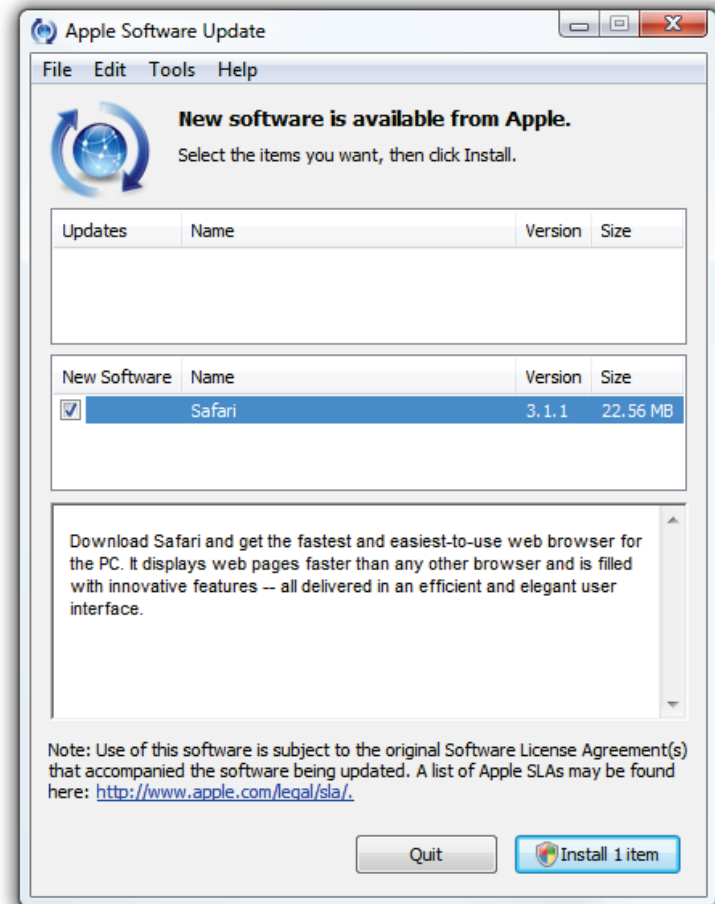 Apple Software Update
File Edit Tools Help
New software is available from Apple.
Select the items you want, then click Install.
Updates Name Version Size
New Software Name Version Size
Safari 3.1.1 22.56 MB
Download Safari and get the fastest and easiest-to-use web browser for
the PC. It displays web pages faster than any other browser and is filled
with innovative features -- all delivered in an efficient and elegant user
interface.
Note: Use of this software is subject to the original Software License Agreement(s)
that accompanied the software being updated. A list of Apple SLAs may be found
here: http://www.apple.com/legal/sla/.
Quit Install 1 item